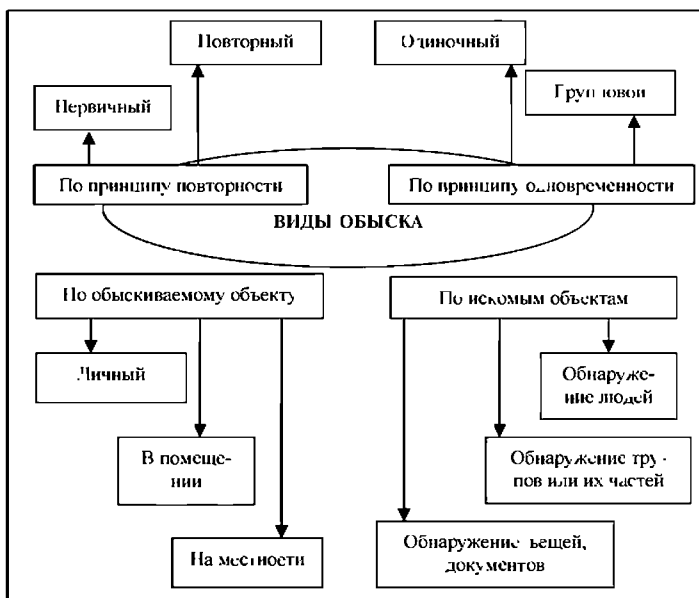 Повторный
Одиночный
Первичный
Групповой
По принципу повторности
По принципу одновременности
ВИДЫ ОБЫСКА
По обыскиваемому объекту
По искомым объектам
Личный
Обнаруже-
ние людей
В помеще-
нии
Обнаружение тру-
пов или их частей
На местности
Обнаружение вещей,
документов